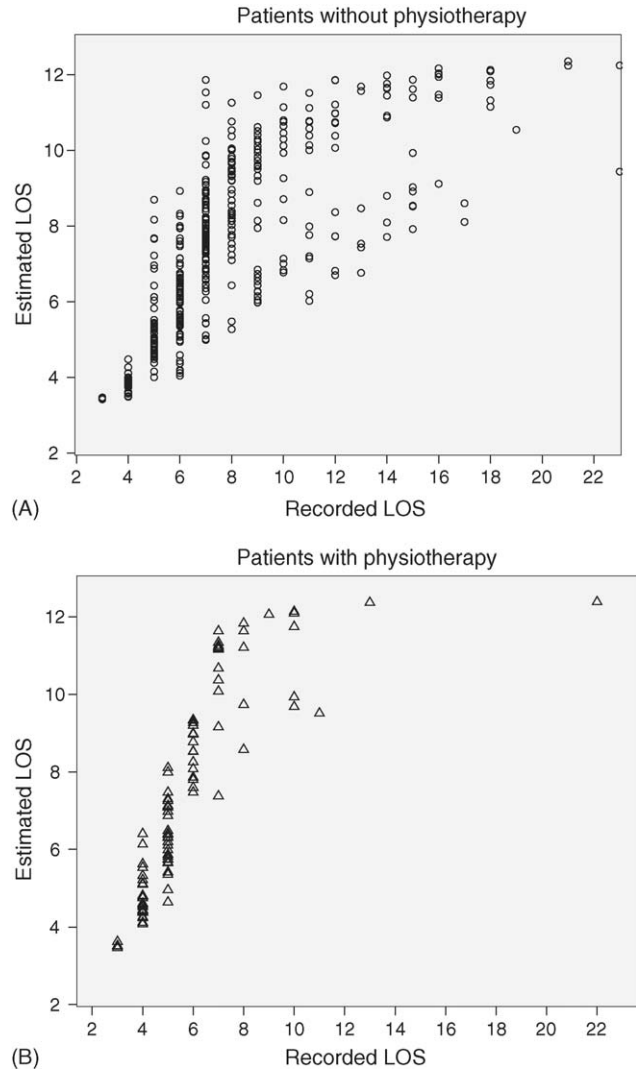 Patients without physiotherapy
12
10
8
6
4
2
Estimated LOS
2 4 6 8 10 12 14 16 18 20 22
(A) Recorded LOS
Patients with physiotherapy
12
10
8
6
4
2
Estimated LOS
2 4 6 8 10 12 14 16 18 20 22
(B) Recorded LOS